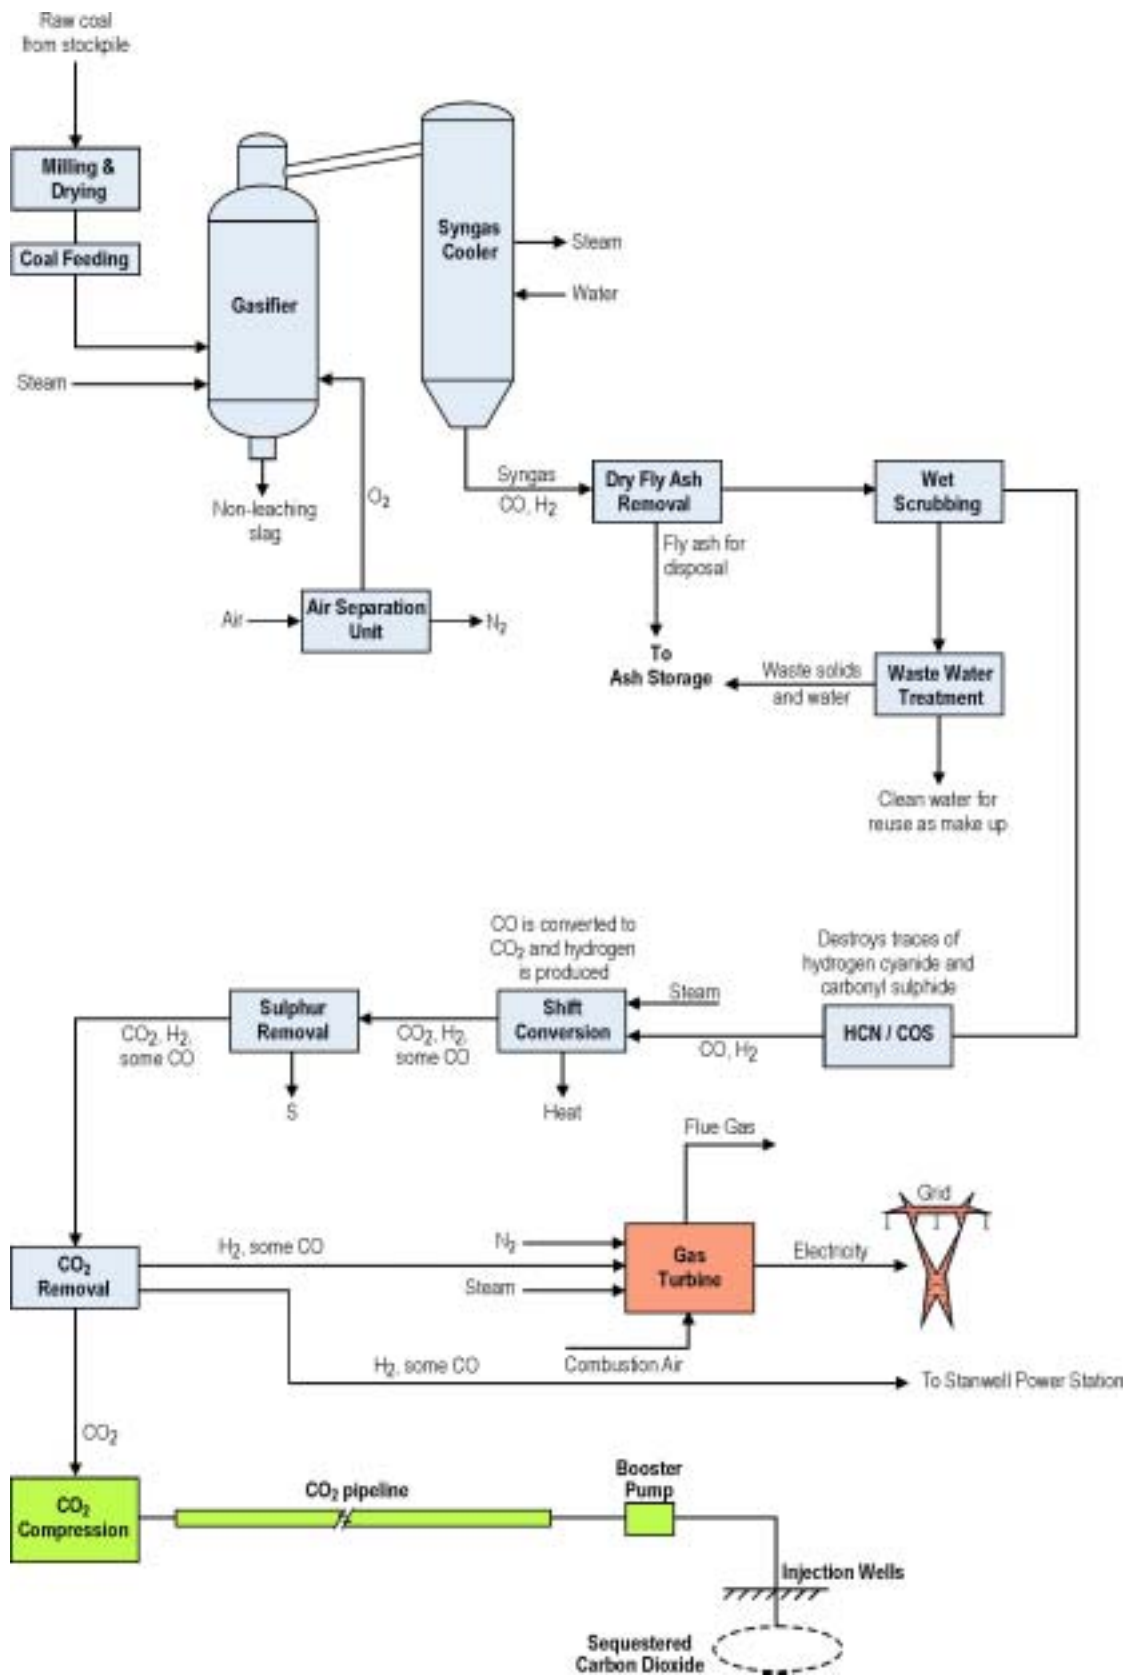 Raw coal
from stockpile
Milling &
Drying
Coal Feeding
Steam
Gasifier
Syngas
Cooler
Steam
Water
Non-leaching
slag
O₂
Air
Air Separation
Unit
N₂
Syngas
CO, H₂
Dry Fly Ash
Removal
Wet
Scrubbing
Fly ash for
disposal
To
Ash Storage
Waste solids
and water
Waste Water
Treatment
Clean water for
reuse as make up
CO is converted to
CO₂ and hydrogen
is produced
Destroys traces of
hydrogen cyanide and
carbonyl sulphide
Steam
Sulphur
Removal
Shift
Conversion
HCN / COS
CO₂, H₂,
some CO
CO₂, H₂,
some CO
CO, H₂
S
Heat
Flue Gas
Grid
CO₂
Removal
H₂, some CO
N₂
Steam
Gas
Turbine
Electricity
Combustion Air
H₂, some CO
To Stanwell Power Station
CO₂
CO₂
Compression
CO₂ pipeline
Booster
Pump
Injection Wells
Sequestered
Carbon Dioxide